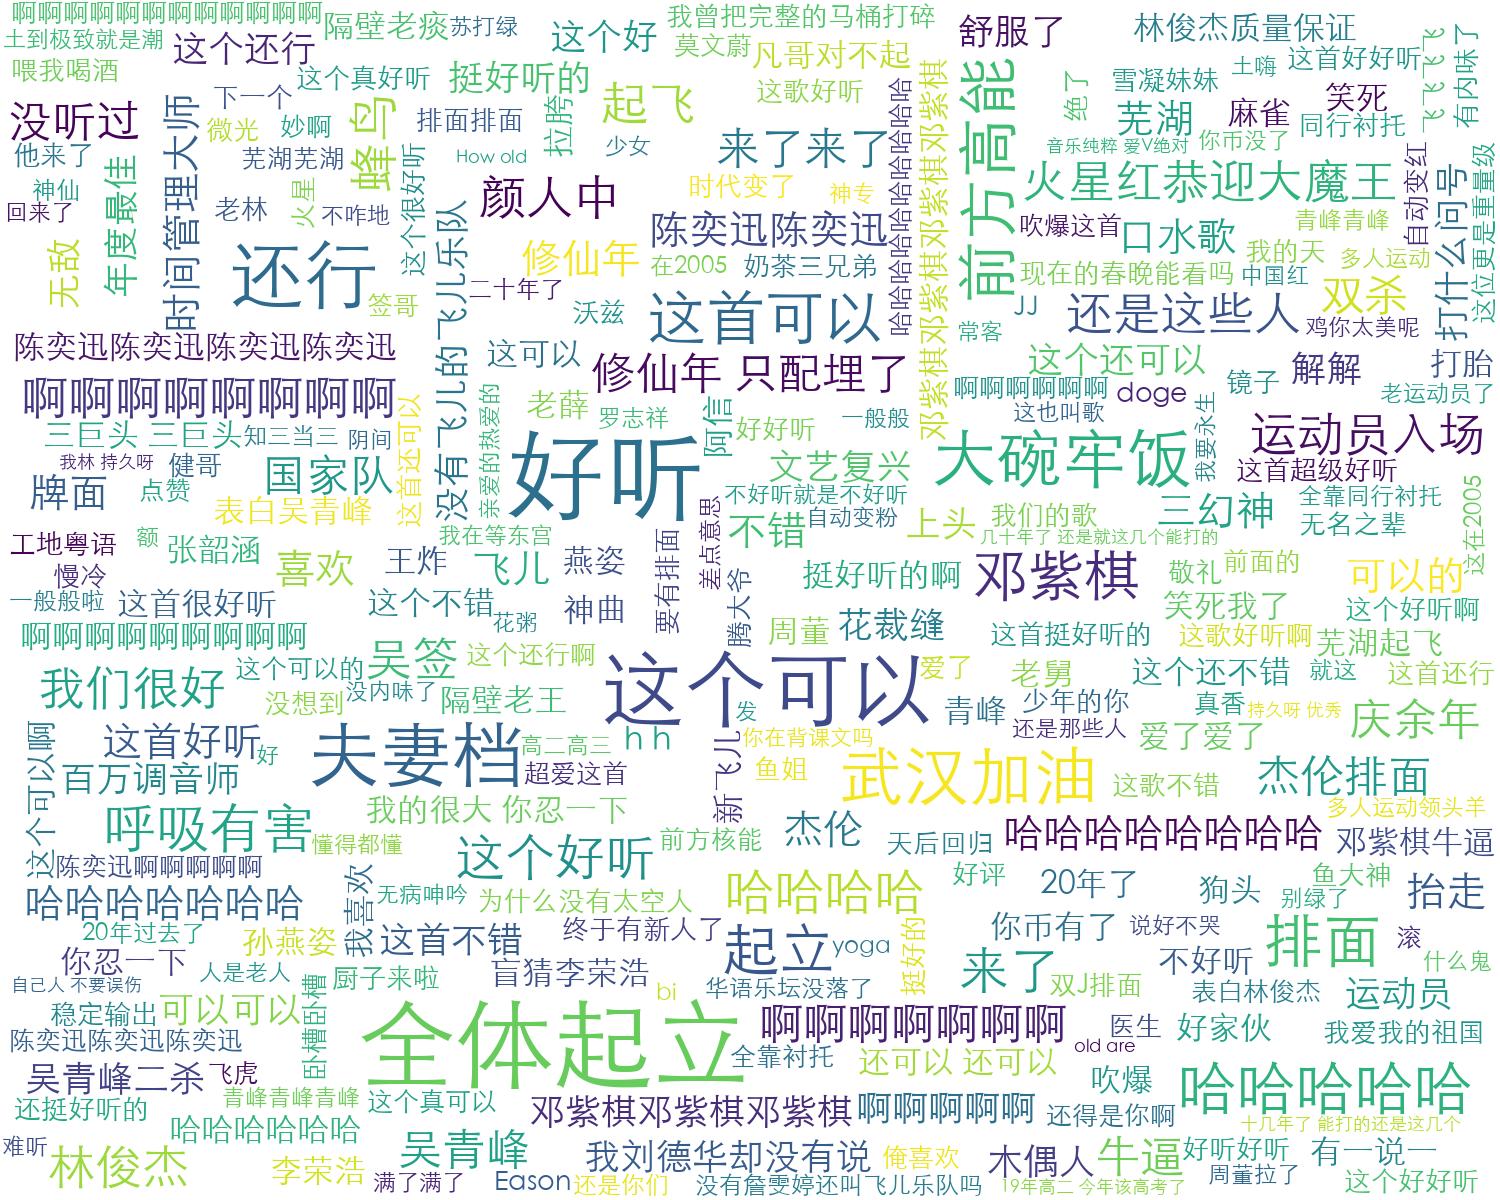 啊啊啊啊啊啊啊啊啊啊啊啊
土到极致就是潮
喂我喝酒
这个还行
隔壁老痰
苏打绿
这个好
我曾把完整的马桶打碎
莫文蔚
凡哥对不起
舒服了
林俊杰质量保证
土嗨
这首好好听
飞飞飞飞
有内味了
没听过
下一个
这个真好听
挺好听的
起飞
这歌好听
前方高能
绝了
雪凝妹妹
笑死
他来了
神仙
回来了
年度最佳
时间管理大师
微光
妙啊
蜂鸟
排面排面
拉胯
How old
少女
来了来了
哈哈哈哈哈哈哈哈哈哈哈哈
邓紫棋邓紫棋邓紫棋邓紫棋
芜湖
麻雀
同行衬托
音乐纯粹 爱V绝对
你币没了
芜湖芜湖
火星
老林
不咋地
这个很好听
颜人中
时代变了
神专
火星红恭迎大魔王
自动变红
打什么问号
这位更是重量级
无敌
还行
签哥
没有飞儿的飞儿乐队
修仙年
二十年了
在2005
陈奕迅陈奕迅
奶茶三兄弟
沃兹
吹爆这首
口水歌
青峰青峰
我的天
多人运动
现在的春晚能看吗
中国红
双杀
JJ
还是这些人
鸡你太美呢
常客
这首可以
陈奕迅陈奕迅陈奕迅陈奕迅
这可以
修仙年 只配埋了
这个还可以
解解
打胎
啊啊啊啊啊啊啊啊
这首还可以
亲爱的热爱的
老薛
罗志祥
阿信
好好听
一般般
啊啊啊啊啊啊
这也叫歌
doge
我要永生
镜子
老运动员了
三巨头 三巨头
知三当三
阴间
好听
文艺复兴
大碗牢饭
运动员入场
我林 持久呀
健哥
国家队
这首超级好听
牌面
点赞
表白吴青峰
不好听就是不好听
自动变粉
差点意思
不错
上头
我们的歌
三幻神
全靠同行衬托
无名之辈
这在2005
工地粤语
额
张韶涵
喜欢
我在等东宫
王炸
飞儿
燕姿
要有排面
几十年了 还是就这几个能打的
慢冷
一般般啦
这首很好听
这个不错
花粥
神曲
腾大爷
挺好听的啊
邓紫棋
敬礼
前面的
可以的
笑死我了
这个好听啊
啊啊啊啊啊啊啊啊啊
吴签
这个还行啊
周董
花裁缝
这首挺好听的
这歌好听啊
芜湖起飞
我们很好
这个可以的
没想到
没内味了
隔壁老王
这个可以
爱了
老舅
这个还不错
就这
这首还行
青峰
少年的你
还是那些人
真香
持久呀 优秀
庆余年
发
这个可以啊
这首好听
好
夫妻档
高二高三
h h
超爱这首
新飞儿
你在背课文吗
鱼姐
爱了爱了
百万调音师
武汉加油
这歌不错
杰伦排面
呼吸有害
我的很大 你忍一下
懂得都懂
多人运动领头羊
陈奕迅啊啊啊啊啊
这个好听
前方核能
杰伦
天后回归
哈哈哈哈哈哈哈哈
邓紫棋牛逼
哈哈哈哈哈哈哈
我喜欢
无病呻吟
为什么没有太空人
哈哈哈哈
好评
20年了
狗头
鱼大神
别绿了
抬走
20年过去了
孙燕姿
这首不错
终于有新人了
起立
yoga
挺好的
你币有了
说好不哭
排面
滚
你忍一下
人是老人
自己人 不要误伤
卧槽卧槽
厨子来啦
盲猜李荣浩
bi
华语乐坛没落了
来了
双J排面
不好听
什么鬼
稳定输出
可以可以
全体起立
啊啊啊啊啊啊啊
表白林俊杰
运动员
陈奕迅陈奕迅陈奕迅
全靠衬托
old are
医生
好家伙
我爱我的祖国
吴青峰二杀
飞虎
还可以 还可以
吹爆
哈哈哈哈哈
还挺好听的
青峰青峰青峰
这个真可以
邓紫棋邓紫棋邓紫棋
啊啊啊啊啊
还得是你啊
十几年了 能打的还是这几个
哈哈哈哈哈哈
难听
林俊杰
李荣浩
吴青峰
我刘德华却没有说
俺喜欢
木偶人
牛逼
好听好听
有一说一
满了满了
Eason
还是你们
没有詹雯婷还叫飞儿乐队吗
19年高二 今年该高考了
周董拉了
这个好好听